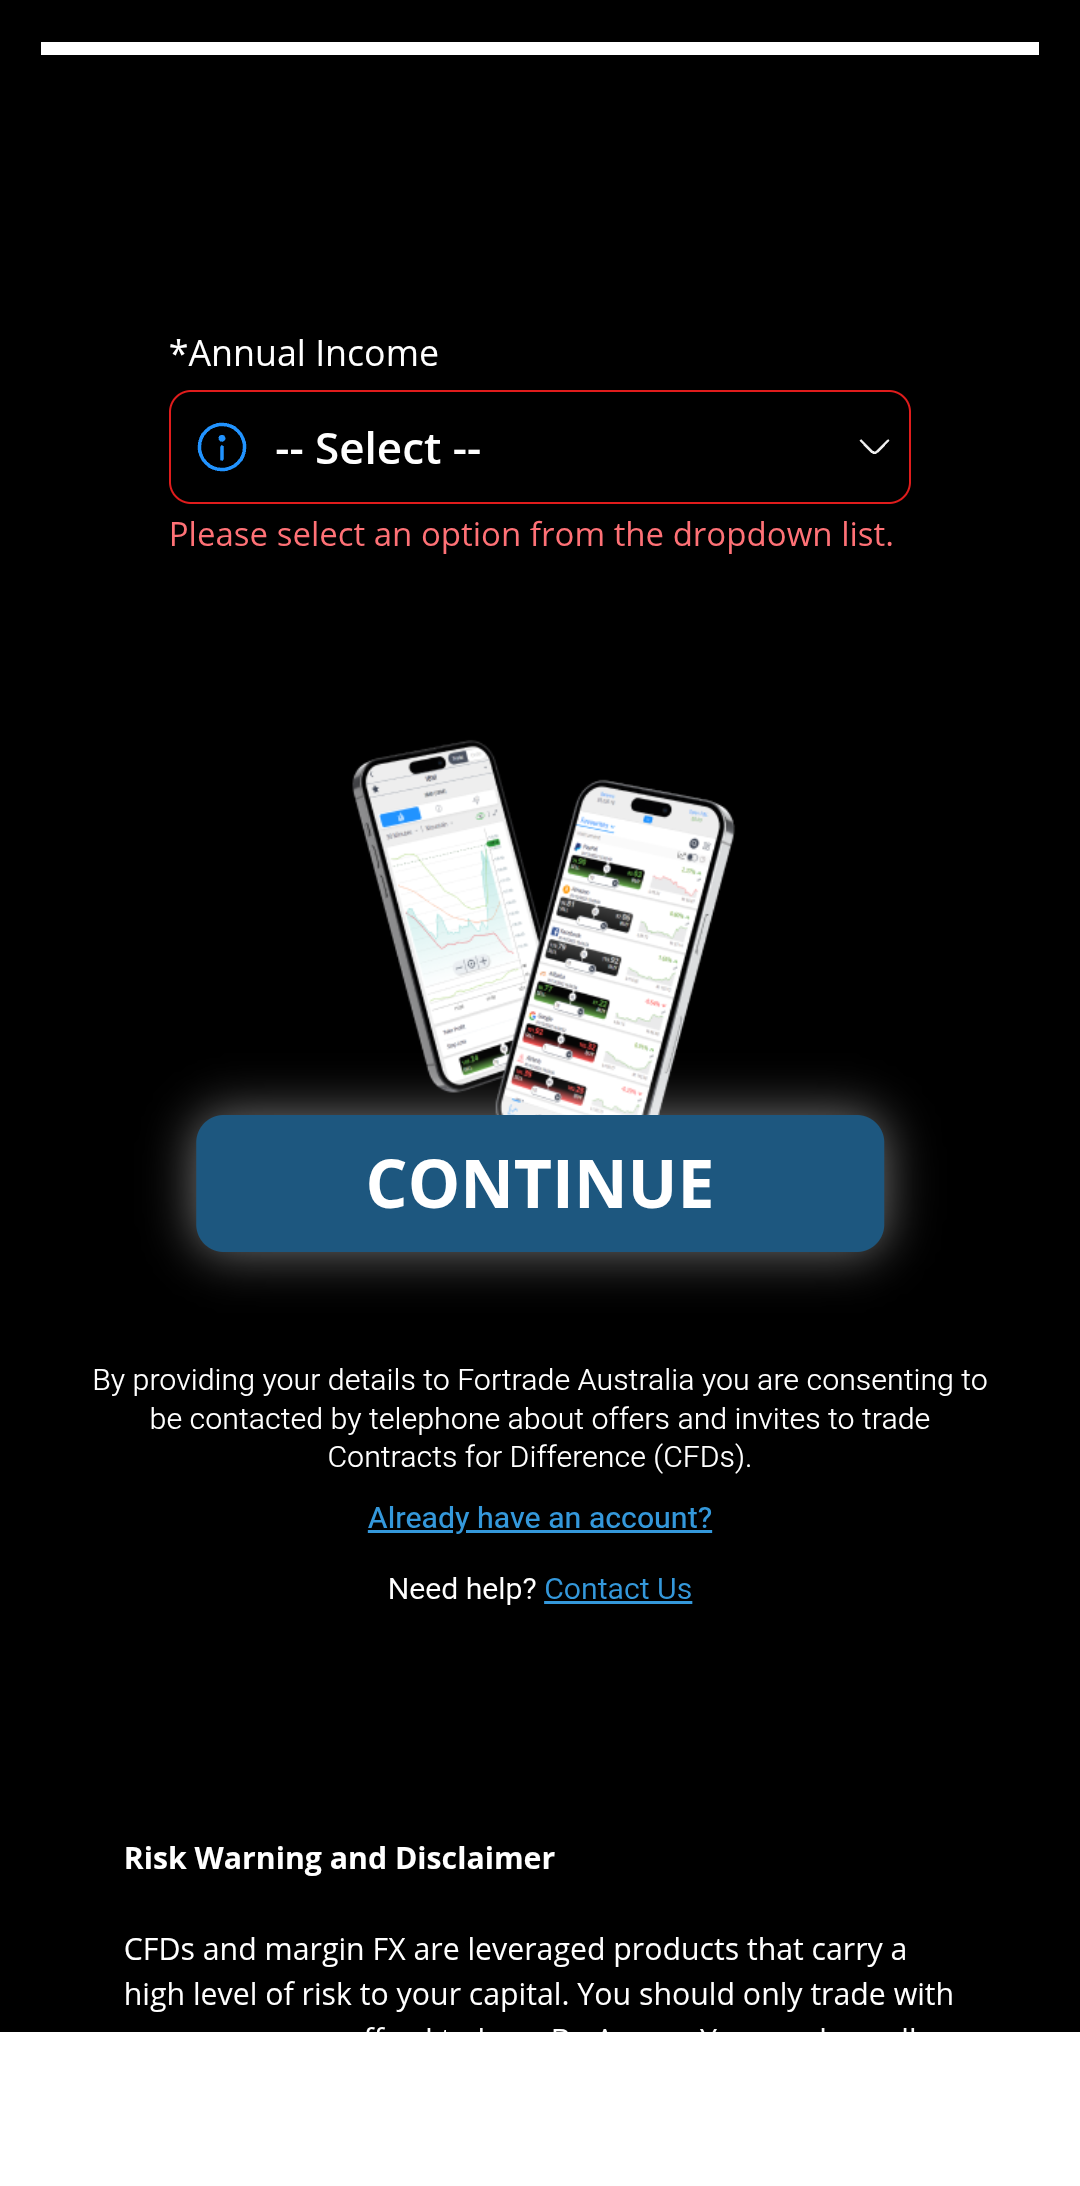 *Annual Income
-- Select --
Please select an option from the dropdown list.
CONTINUE
By providing your details to Fortrade Australia you are consenting to
be contacted by telephone about offers and invites to trade
Contracts for Difference (CFDs).
Already have an account?
Need help? Contact Us
Risk Warning and Disclaimer
CFDs and margin FX are leveraged products that carry a
high level of risk to your capital. You should only trade with